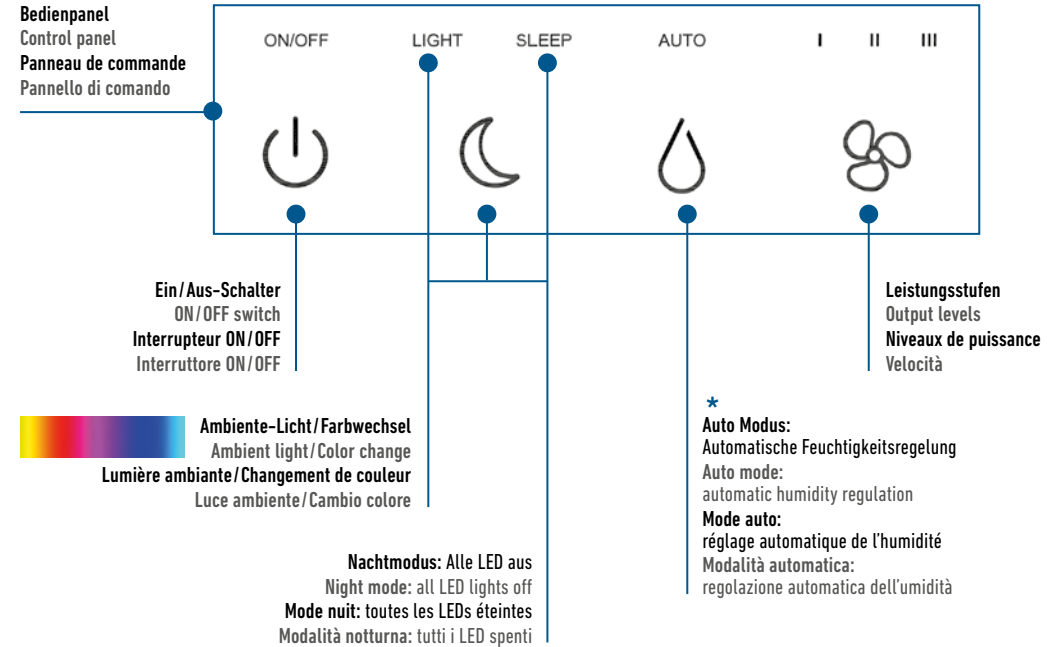 Bedienpanel
Control panel
Panneau de commande
Pannello di comando
ON/OFF LIGHT SLEEP AUTO I II III
Ein/Aus-Schalter
ON/OFF switch
Interrupteur ON/OFF
Interruttore ON/OFF
Leistungsstufen
Output levels
Niveaux de puissance
Velocità
Ambiente-Licht/Farbwechsel
Ambient light/Color change
Lumière ambiante/Changement de couleur
Luce ambiente/Cambio colore
*
Auto Modus:
Automatische Feuchtigkeitsregelung
Auto mode:
automatic humidity regulation
Mode auto:
réglage automatique de l'humidité
Modalità automatica:
regolazione automatica dell'umidità
Nachtmodus: Alle LED aus
Night mode: all LED lights off
Mode nuit: toutes les LEDs éteintes
Modalità notturna: tutti i LED spenti